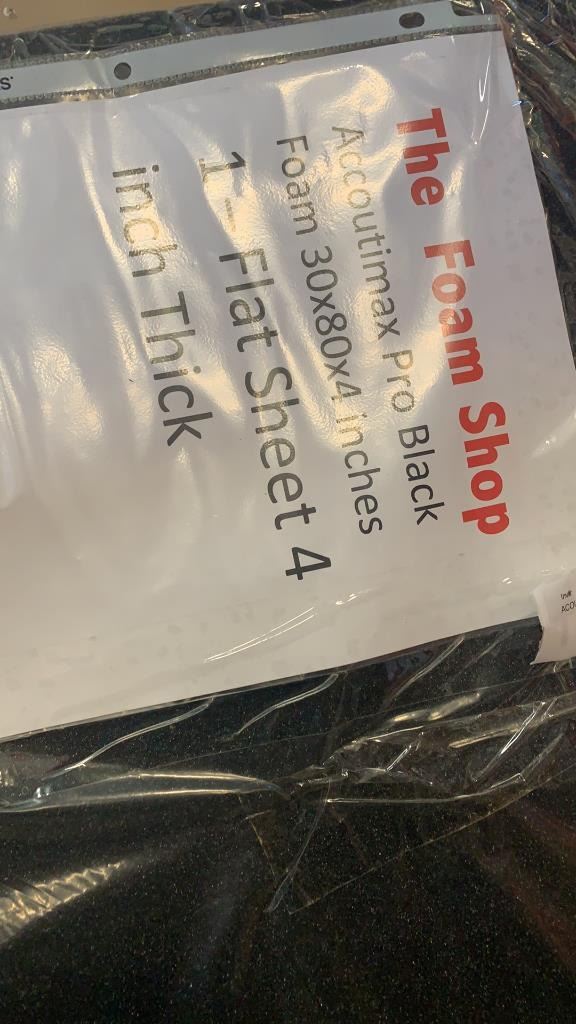 The Foam Shop
Accoutimax Pro Black
Foam 30x80x4 inches
1 - Flat Sheet 4
inch Thick